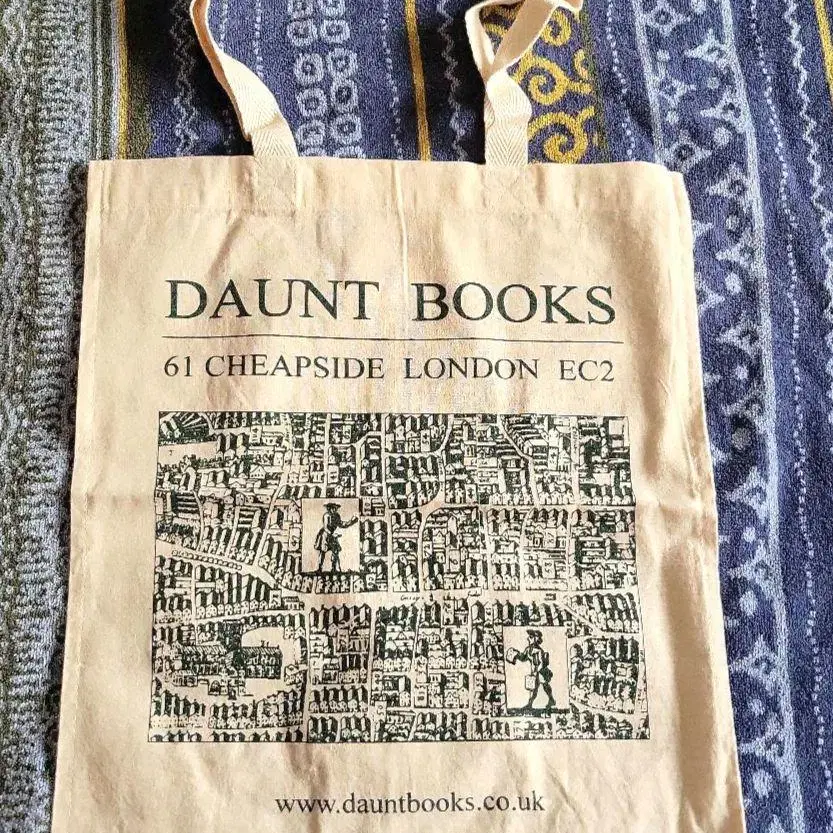 DAUNT BOOKS
61 CHEAPSIDE LONDON EC2
www.dauntbooks.co.uk